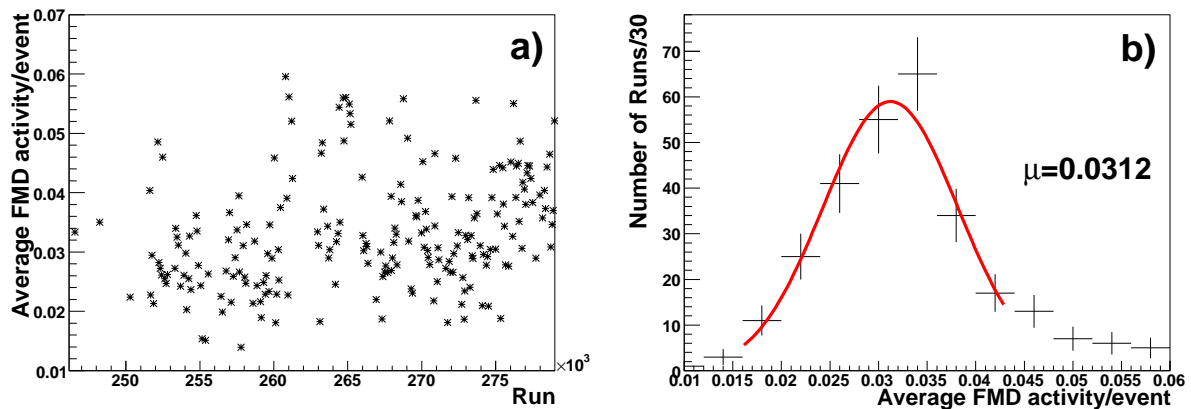 a)
Average FMD activity/event
0.07
0.06
0.05
0.04
0.03
0.02
0.01
250 255 260 265 270 275 ×10³
Run
b)
Number of Runs/30
70
60
50
40
30
20
10
0
μ=0.0312
0.01 0.015 0.02 0.025 0.03 0.035 0.04 0.045 0.05 0.055 0.06
Average FMD activity/event